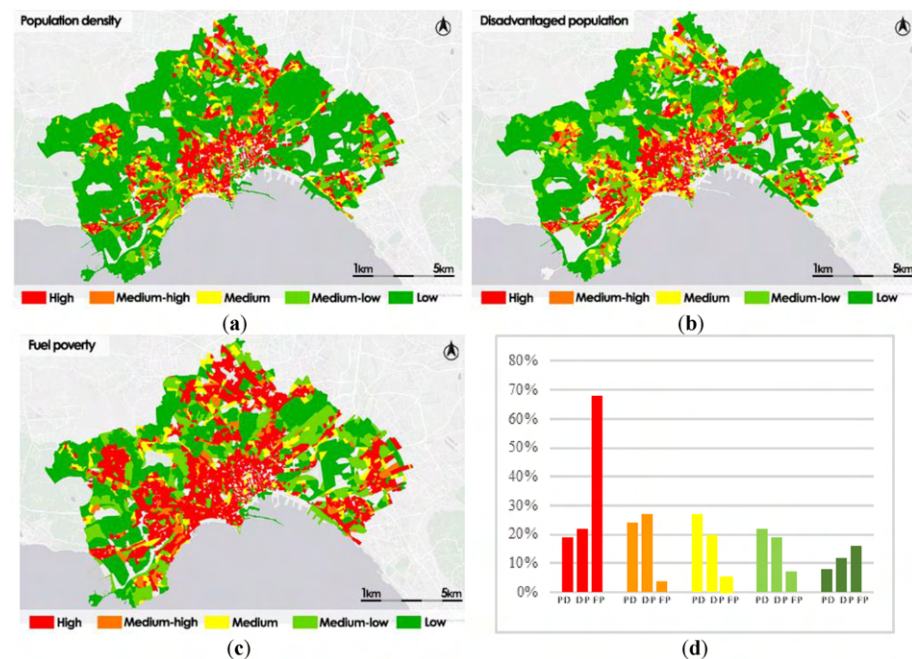 Population density
1km 5km
High Medium-high Medium Medium-low Low
(a)
Disadvantaged population
1km 5km
High Medium-high Medium Medium-low Low
(b)
Fuel poverty
1km 5km
High Medium-high Medium Medium-low Low
(c)
80%
70%
60%
50%
40%
30%
20%
10%
0%
PD DP FP PD DP FP PD DP FP PD DP FP PD DP FP
(d)